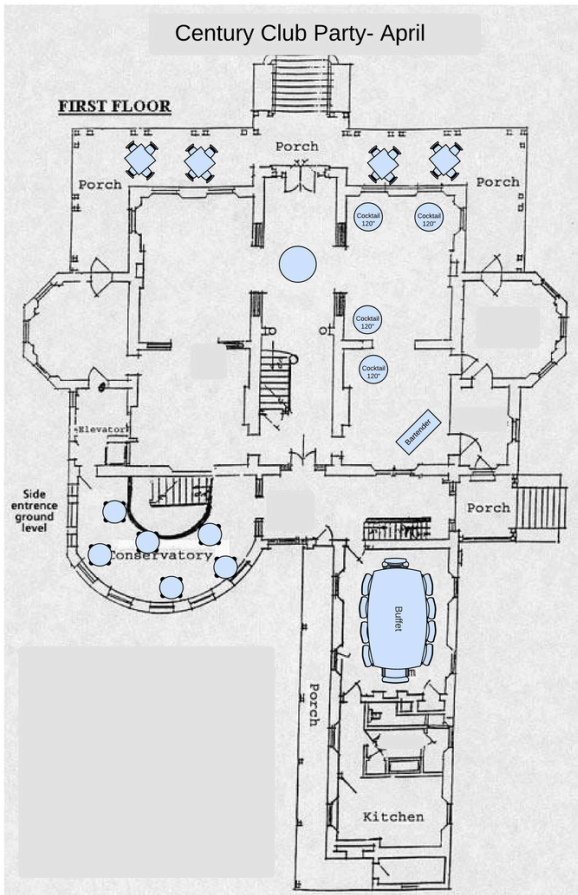 Century Club Party- April
FIRST FLOOR
Porch
Porch
Porch
Cocktail
120"
Cocktail
120"
Cocktail
120"
Cocktail
120"
Elevator
Bartender
Side
entrence
ground
level
Porch
Conservatory
Buffet
Porch
Kitchen